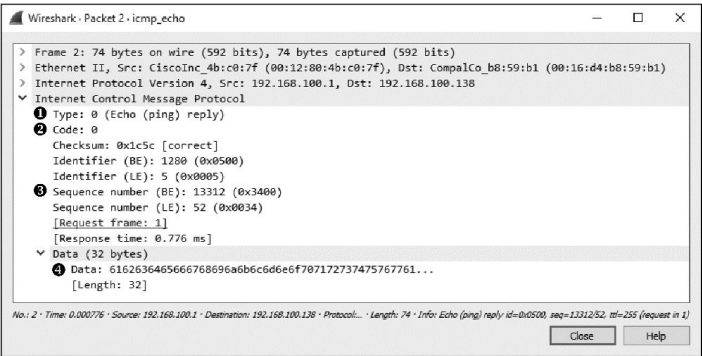 Wireshark · Packet 2 · icmp_echo
> Frame 2: 74 bytes on wire (592 bits), 74 bytes captured (592 bits)
> Ethernet II, Src: CiscoInc_4b:c0:7f (00:12:80:4b:c0:7f), Dst: CompalCo_b8:59:b1 (00:16:d4:b8:59:b1)
> Internet Protocol Version 4, Src: 192.168.100.1, Dst: 192.168.100.138
Internet Control Message Protocol
❶ Type: 0 (Echo (ping) reply)
❷ Code: 0
Checksum: 0x1c5c [correct]
Identifier (BE): 1280 (0x0500)
Identifier (LE): 5 (0x0005)
❸ Sequence number (BE): 13312 (0x3400)
Sequence number (LE): 52 (0x0034)
[Request frame: 1]
[Response time: 0.776 ms]
Data (32 bytes)
❹ Data: 6162636465666768696a6b6c6d6e6f707172737475767761...
[Length: 32]
No.: 2 · Time: 0.000776 · Source: 192.168.100.1 · Destination: 192.168.100.138 · Protocol:... · Length: 74 · Info: Echo (ping) reply id=0x0500, seq=13312/52, ttl=255 (request in 1)
Close Help